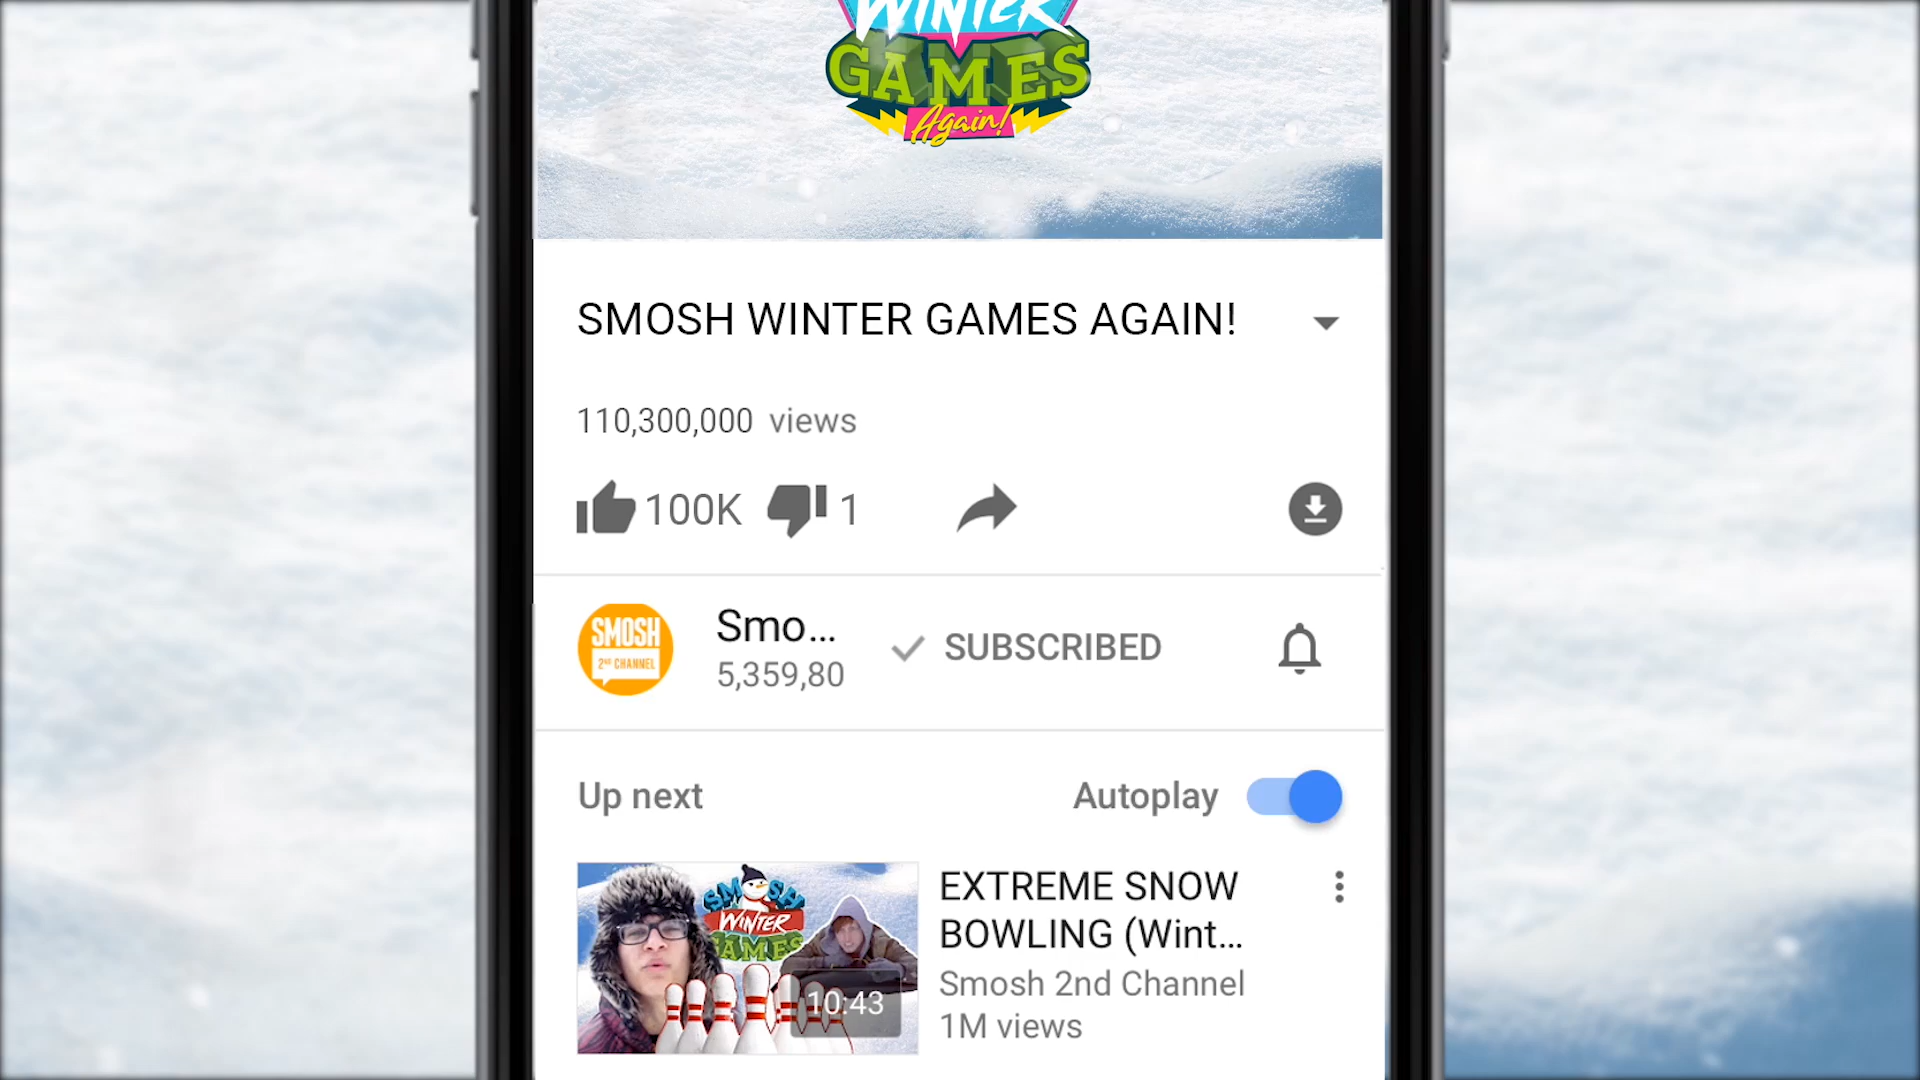 WINTER
GAMES
Again!
SMOSH WINTER GAMES AGAIN!
110,300,000 views
100K 1
SMOSH
2ND CHANNEL
Smo...
5,359,80
SUBSCRIBED
Up next
Autoplay
SMOSH
WINTER
GAMES
10:43
EXTREME SNOW
BOWLING (Wint...
Smosh 2nd Channel
1M views